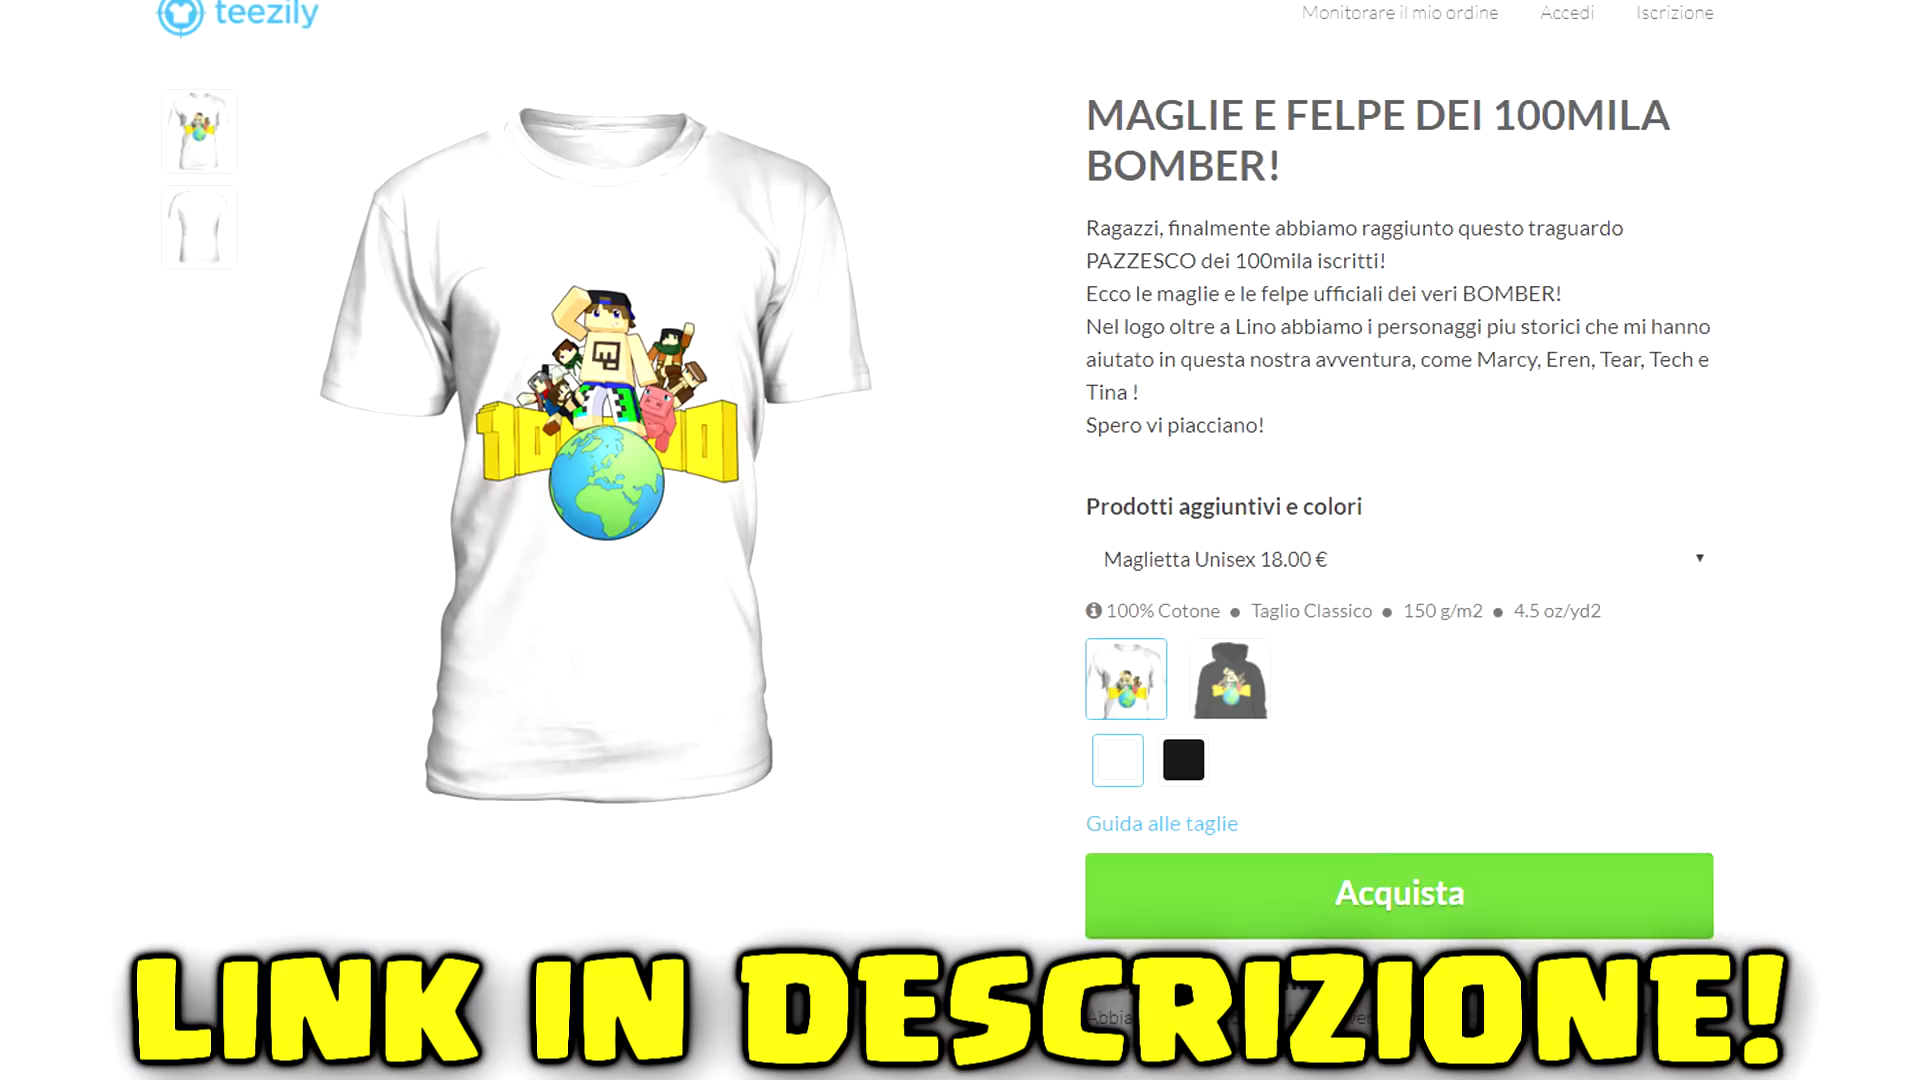 teezily
Monitorare il mio ordine Accedi Iscrizione
MAGLIE E FELPE DEI 100MILA
BOMBER!
Ragazzi, finalmente abbiamo raggiunto questo traguardo
PAZZESCO dei 100mila iscritti!
Ecco le maglie e le felpe ufficiali dei veri BOMBER!
Nel logo oltre a Lino abbiamo i personaggi piu storici che mi hanno
aiutato in questa nostra avventura, come Marcy, Eren, Tear, Tech e
Tina !
Spero vi piacciano!
Prodotti aggiuntivi e colori
Maglietta Unisex 18.00 €
100% Cotone ● Taglio Classico ● 150 g/m2 ● 4.5 oz/yd2
Guida alle taglie
Acquista
LINK IN DESCRIZIONE!